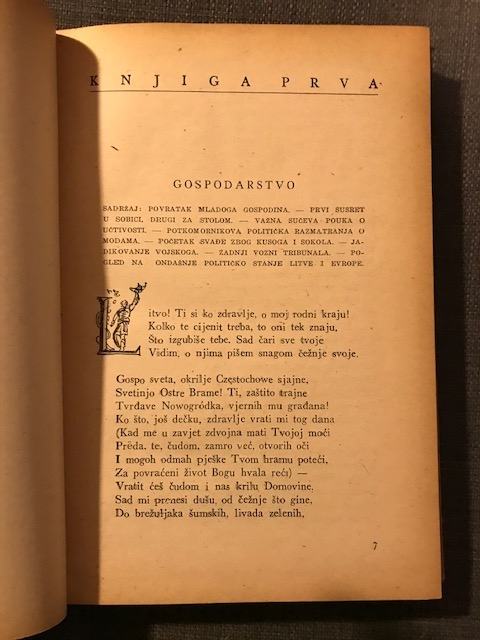 KNJIGA PRVA
GOSPODARSTVO
SADRŽAJ: POVRATAK MLADOGA GOSPODINA. — PRVI SUSRET
U SOBICI, DRUGI ZA STOLOM. — VAŽNA SUČEVA POUKA O
UČTIVOSTI. — POTKOMORNIKOVA POLITIČKA RAZMATRANJA O
MODAMA. — POČETAK SVAĐE ZBOG KUSOGA I SOKOLA. — JA-
DIKOVANJE VOJSKOGA. — ZADNJI VOZNI TRIBUNALA. — PO-
GLED NA ONDAŠNJE POLITIČKO STANJE LITVE I EVROPE.
Litvo! Ti si ko zdravlje, o moj rodni kraju!
Kolko te cijenit treba, to oni tek znaju,
Što izgubiše tebe. Sad čari sve tvoje
Vidim, o njima pišem snagom čežnje svoje.
Gospo sveta, okrilje Częstochowe sjajne,
Svetinjo Ostre Brame! Ti, zaštito trajne
Tvrđave Nowogródka, vjernih mu građana!
Ko što, još dečku, zdravlje vrati mi tog dana
(Kad me u zavjet zdvojna mati Tvojoj moći
Prëda, te, čudom, zamro već, otvorih oči
I mogoh odmah pješke Tvom hramu poteći,
Za povraćeni život Bogu hvala reći) —
Vratit ćeš čudom i nas krilu Domovine.
Sad mi prenesi dušu, od čežnje što gine,
Do brežuljaka šumskih, livada zelenih,
7